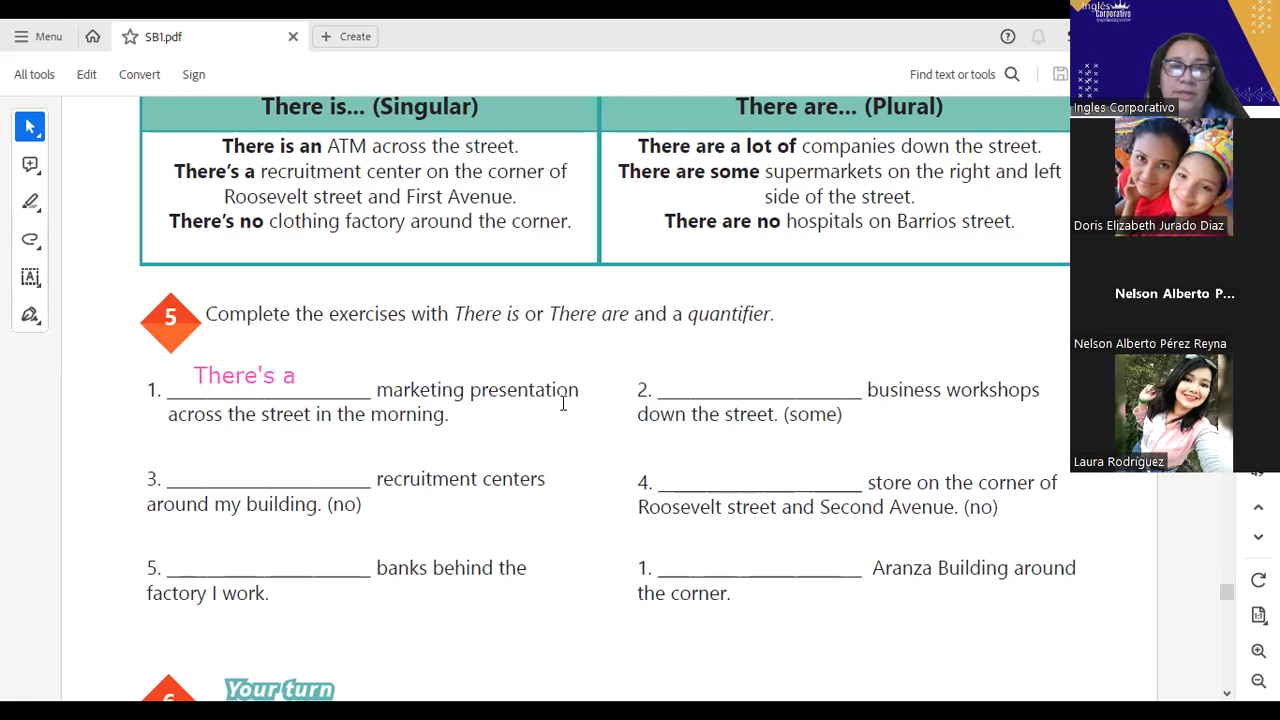 Menu
SB1.pdf
Create
All tools
Edit
Convert
Sign
Find text or tools
There is... (Singular)
There are... (Plural)
There is an ATM across the street.
There's a recruitment center on the corner of
Roosevelt street and First Avenue.
There's no clothing factory around the corner.
There are a lot of companies down the street.
There are some supermarkets on the right and left
side of the street.
There are no hospitals on Barrios street.
5
Complete the exercises with There is or There are and a quantifier.
There's a
1. ____________________ marketing presentation
across the street in the morning.
2. ____________________ business workshops
down the street. (some)
3. ____________________ recruitment centers
around my building. (no)
4. ____________________ store on the corner of
Roosevelt street and Second Avenue. (no)
5. ____________________ banks behind the
factory I work.
1. ____________________ Aranza Building around
the corner.
Your turn
Inglés
Corporativo
Ingles Corporativo
Doris Elizabeth Jurado Diaz
Nelson Alberto P...
Nelson Alberto Pérez Reyna
Laura Rodriguez